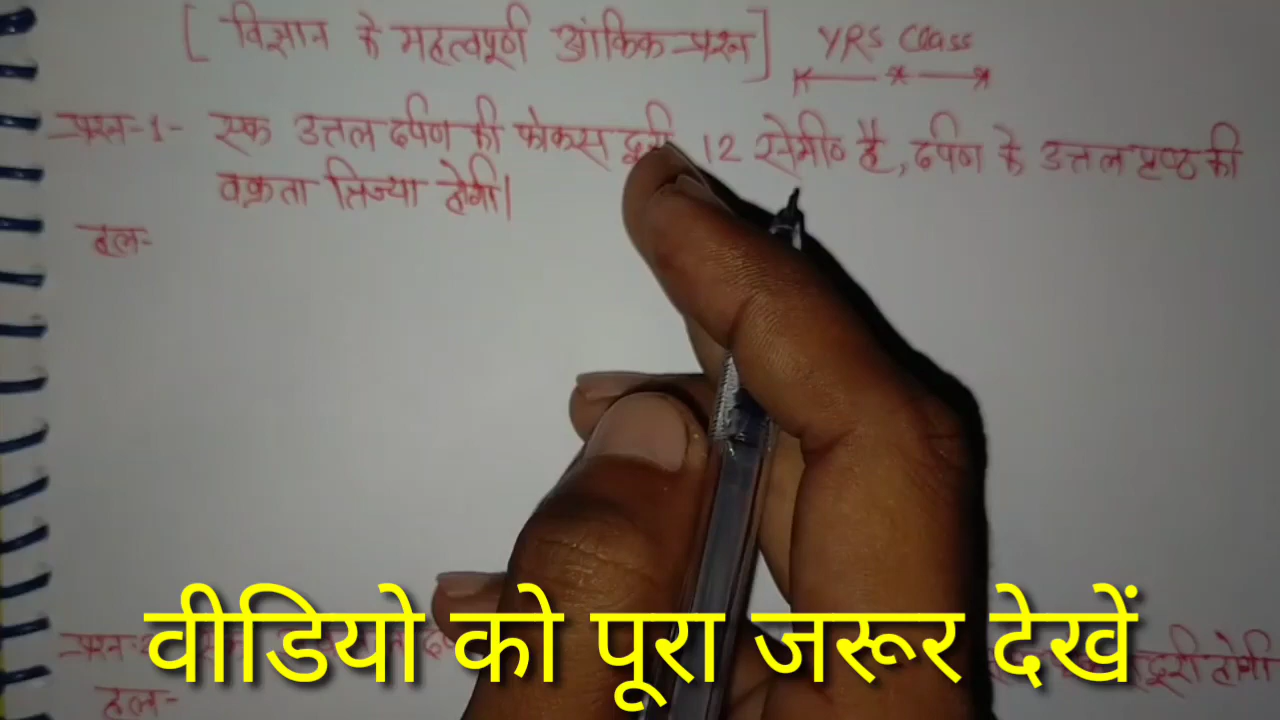 [ विज्ञान के महत्वपूर्ण आंकिक प्रश्न ] YRS Class
प्रश्न-1- एक उत्तल दर्पण की फोकस दूरी 12 सेमी० है, दर्पण के उत्तल पृष्ठ की
वक्रता त्रिज्या होगी।
हल-
प्रश्न-
दूरी होगी
हल-
वीडियो को पूरा जरूर देखें